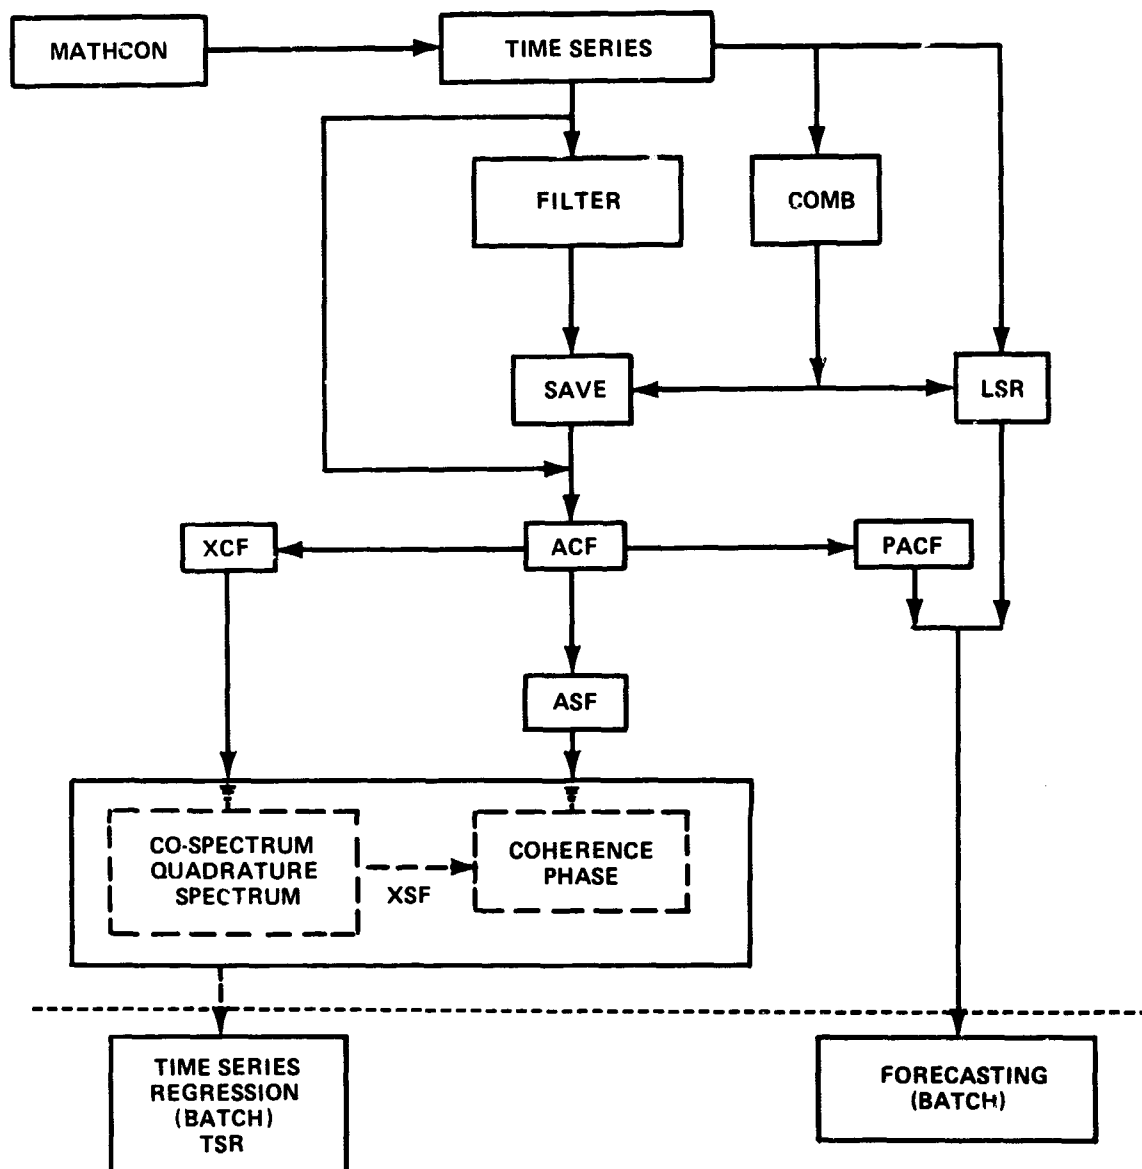 MATHCON
TIME SERIES
FILTER
COMB
SAVE
LSR
XCF
ACF
PACF
ASF
CO-SPECTRUM
QUADRATURE
SPECTRUM
XSF
COHERENCE
PHASE
TIME SERIES
REGRESSION
(BATCH)
TSR
FORECASTING
(BATCH)